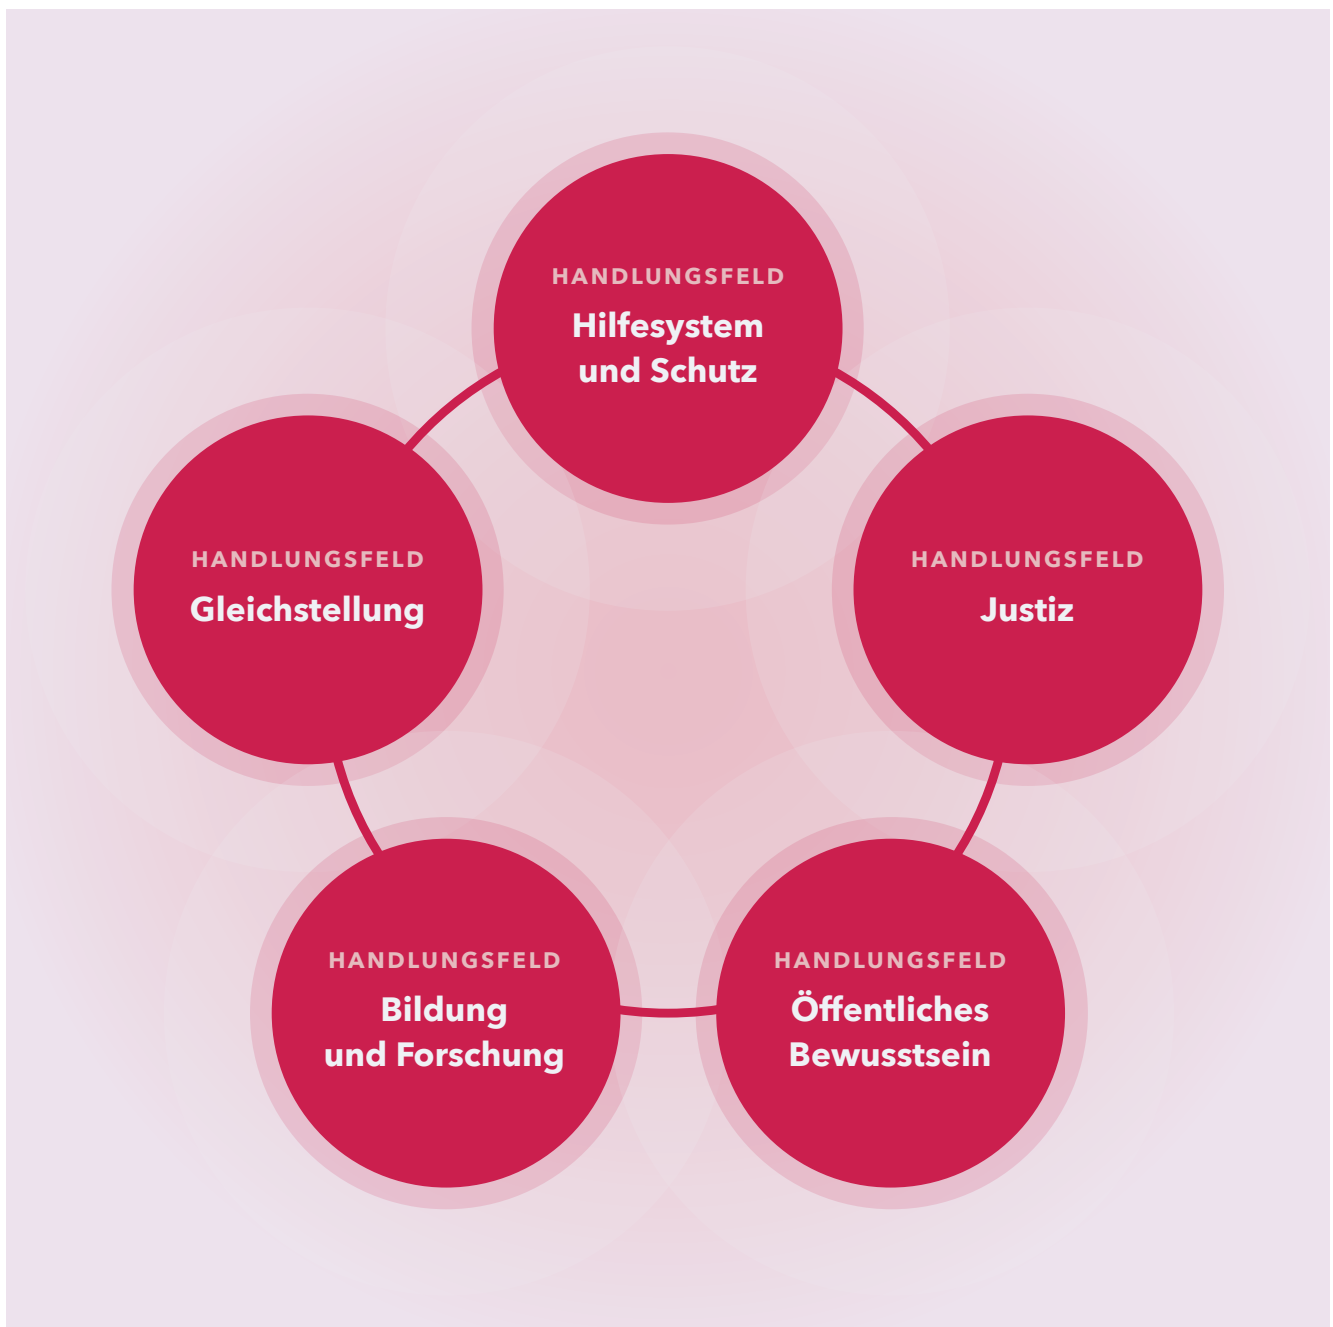 HANDLUNGSFELD
Hilfesystem
und Schutz
HANDLUNGSFELD
Gleichstellung
HANDLUNGSFELD
Justiz
HANDLUNGSFELD
Bildung
und Forschung
HANDLUNGSFELD
Öffentliches
Bewusstsein